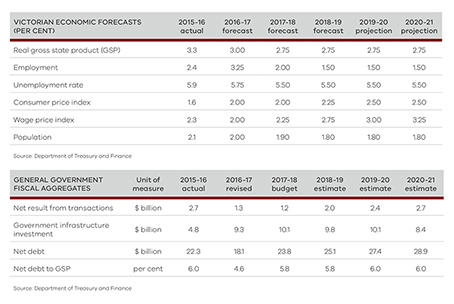 VICTORIAN ECONOMIC FORECASTS (PER CENT) 2015-16 actual 2016-17 forecast 2017-18 forecast 2018-19 forecast 2019-20 projection 2020-21 projection
Real gross state product (GSP) 3.3 3.00 2.75 2.75 2.75 2.75
Employment 2.4 3.25 2.00 1.50 1.50 1.50
Unemployment rate 5.9 5.75 5.50 5.50 5.50 5.50
Consumer price index 1.6 2.00 2.00 2.25 2.50 2.50
Wage price index 2.3 2.00 2.25 2.75 3.00 3.25
Population 2.1 2.00 1.90 1.80 1.80 1.80
Source: Department of Treasury and Finance
GENERAL GOVERNMENT FISCAL AGGREGATES Unit of measure 2015-16 actual 2016-17 revised 2017-18 budget 2018-19 estimate 2019-20 estimate 2020-21 estimate
Net result from transactions $ billion 2.7 1.3 1.2 2.0 2.4 2.7
Government infrastructure investment $ billion 4.8 9.3 10.1 9.8 10.1 8.4
Net debt $ billion 22.3 18.1 23.8 25.1 27.4 28.9
Net debt to GSP per cent 6.0 4.6 5.8 5.8 6.0 6.0
Source: Department of Treasury and Finance